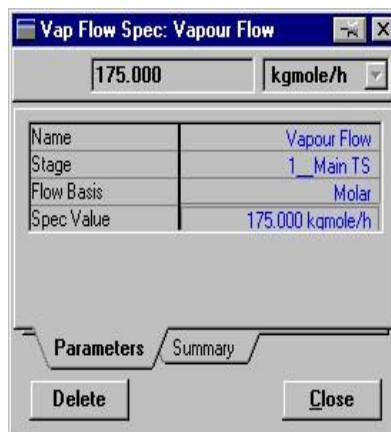 Vap Flow Spec: Vapour Flow
175.000 kgmole/h
Name Vapour Flow
Stage 1__Main TS
Flow Basis Molar
Spec Value 175.000 kgmole/h
Parameters Summary
Delete Close